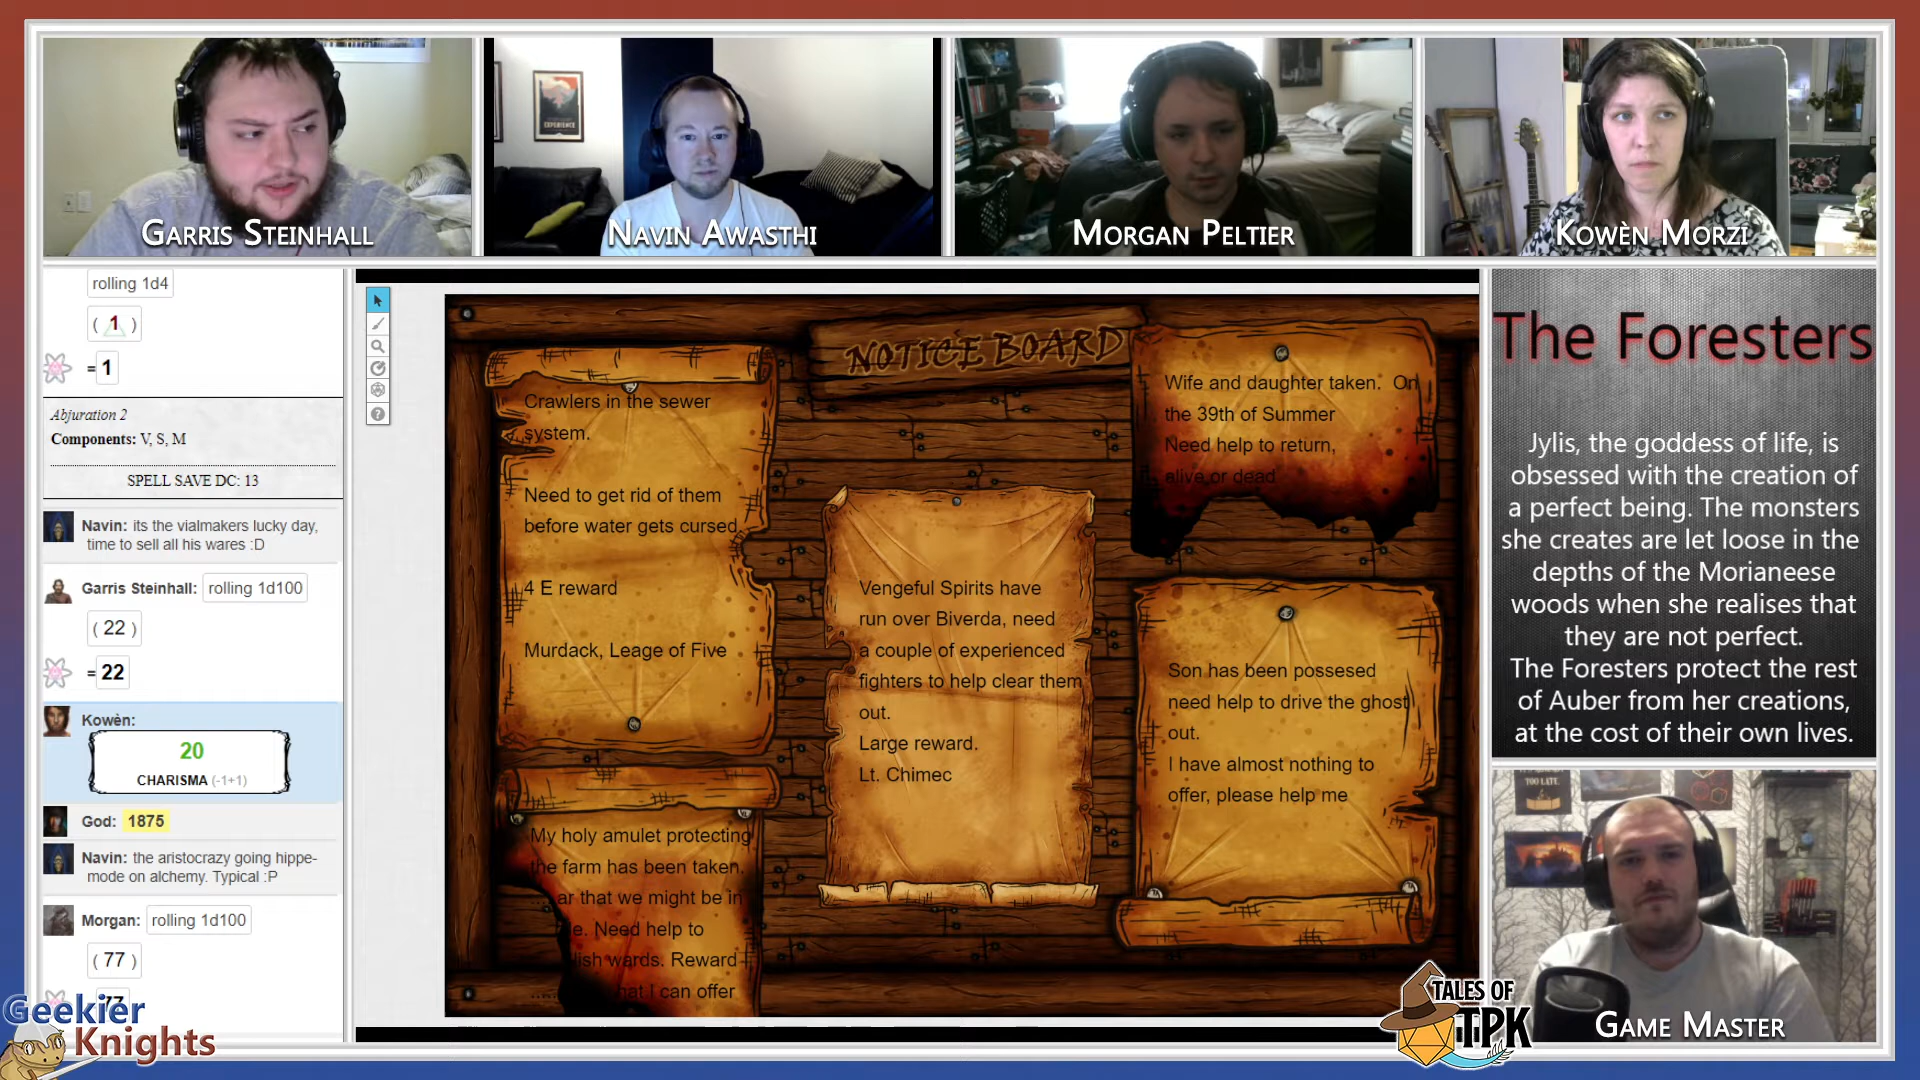 EXPERIENCE
GARRIS STEINHALL
NAVIN AWASTHI
MORGAN PELTIER
KOWÈN MORZI
rolling 1d4
( 1 )
= 1
Abjuration 2
Components: V, S, M
SPELL SAVE DC: 13
Navin: its the vialmakers lucky day,
time to sell all his wares :D
Garris Steinhall: rolling 1d100
( 22 )
= 22
Kowèn:
20
CHARISMA (-1+1)
God: 1875
Navin: the aristocrazy going hippe-
mode on alchemy. Typical :P
Morgan: rolling 1d100
( 77 )
77
Geekier
Knights
NOTICE BOARD
Crawlers in the sewer
system.
Need to get rid of them
before water gets cursed
4 E reward
Murdack, Leage of Five
My holy amulet protecting
the farm has been taken.
ar that we might be in
e. Need help to
lish wards. Reward
hat I can offer
Vengeful Spirits have
run over Biverda, need
a couple of experienced
fighters to help clear them
out.
Large reward.
Lt. Chimec
Wife and daughter taken. On
the 39th of Summer
Need help to return,
alive or dead
Son has been possesed
need help to drive the ghost
out.
I have almost nothing to
offer, please help me
The Foresters
Jylis, the goddess of life, is
obsessed with the creation of
a perfect being. The monsters
she creates are let loose in the
depths of the Morianeese
woods when she realises that
they are not perfect.
The Foresters protect the rest
of Auber from her creations,
at the cost of their own lives.
TOO LATE.
TALES OF
TPK
GAME MASTER